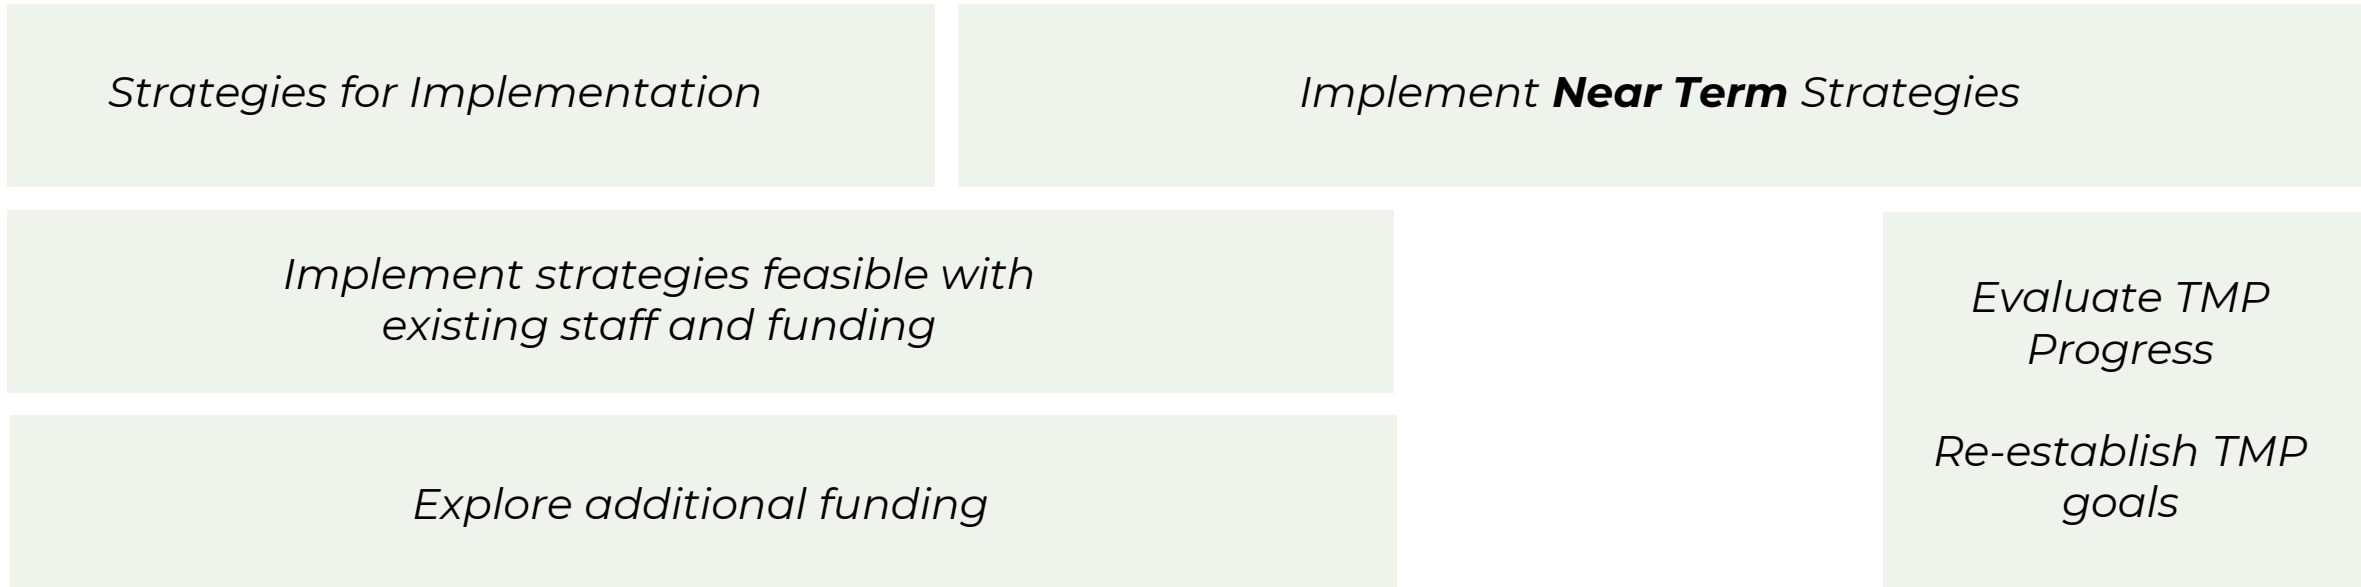 Strategies for Implementation
Implement Near Term Strategies
Implement strategies feasible with
existing staff and funding
Explore additional funding
Evaluate TMP
Progress
Re-establish TMP
goals